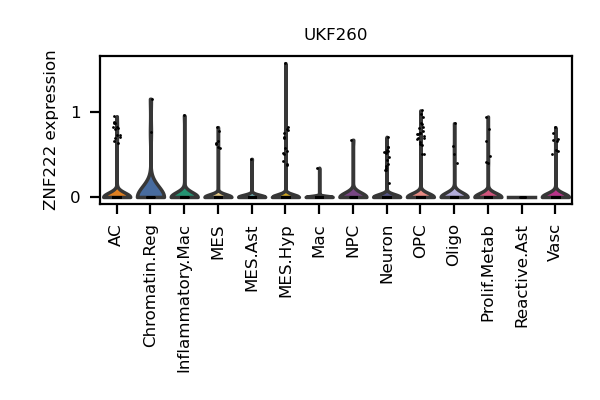 UKF260
ZNF222 expression
1
0
AC
Chromatin.Reg
Inflammatory.Mac
MES
MES.Ast
MES.Hyp
Mac
NPC
Neuron
OPC
Oligo
Prolif.Metab
Reactive.Ast
Vasc